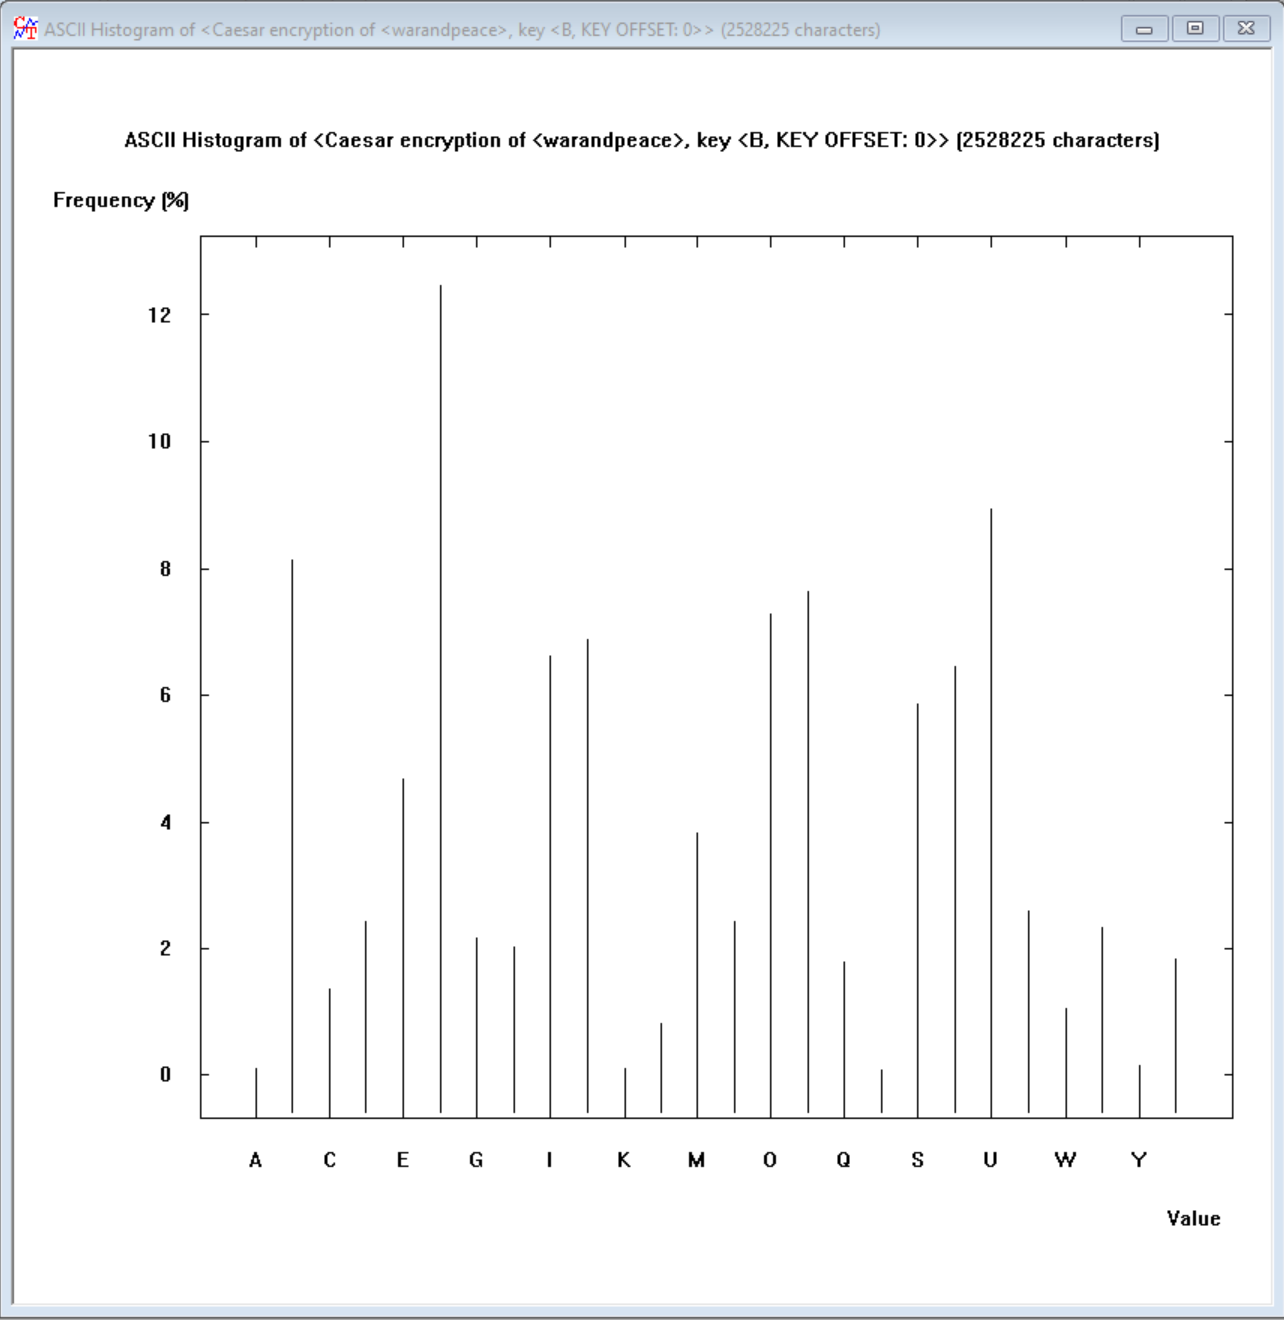 ASCII Histogram of <Caesar encryption of <warandpeace>, key <B, KEY OFFSET: 0>> (2528225 characters)
ASCII Histogram of <Caesar encryption of <warandpeace>, key <B, KEY OFFSET: 0>> (2528225 characters)
Frequency (%)
12
10
8
6
4
2
0
A C E G I K M O Q S U W Y
Value